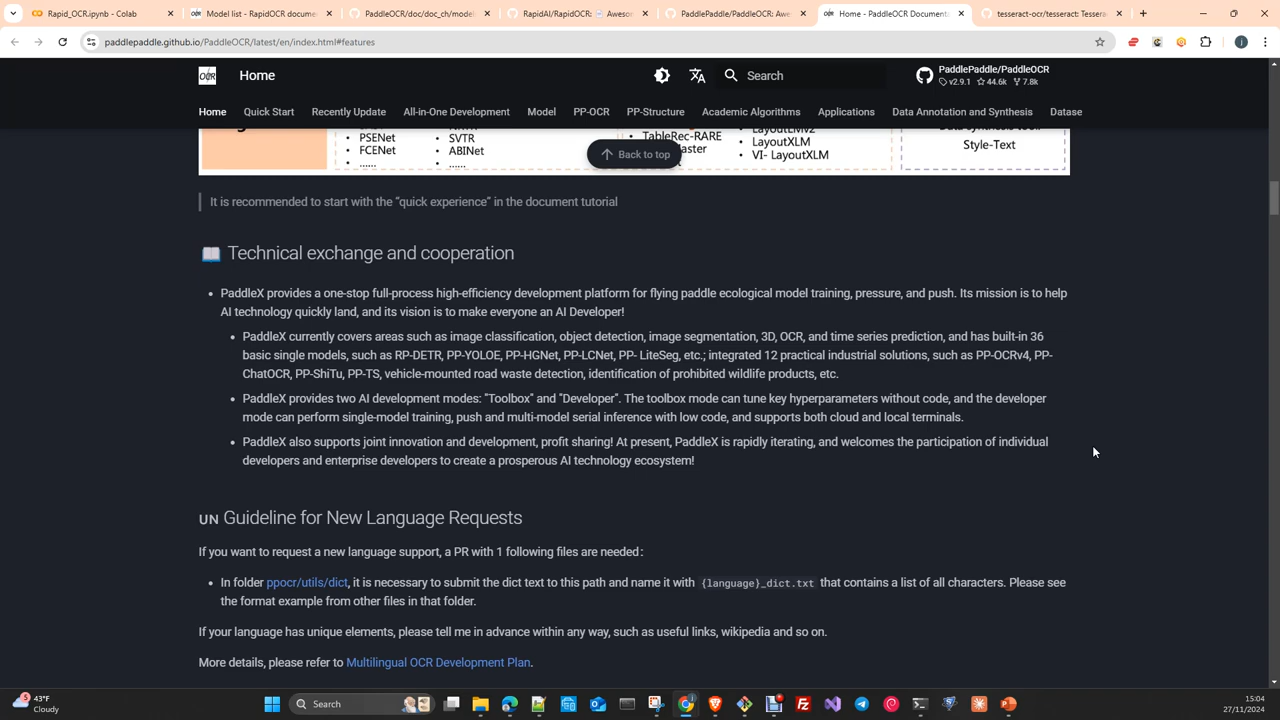 Rapid_OCR.ipynb - Colab
Model list - RapidOCR docume
PaddleOCR/doc/doc_ch/model
RapidAI/RapidOCR: Awesom
PaddlePaddle/PaddleOCR: Awe
Home - PaddleOCR Document
tesseract-ocr/tesseract: Tesserac
paddlepaddle.github.io/PaddleOCR/latest/en/index.html#features
OCR
Home
Search
PaddlePaddle/PaddleOCR
v2.9.1 44.6k 7.8k
Home Quick Start Recently Update All-in-One Development Model PP-OCR PP-Structure Academic Algorithms Applications Data Annotation and Synthesis Datase
• PSENet
• FCENet
• ......
• SVTR
• ABINet
• ......
• TableRec-RARE
• LayoutLMv2
• LayoutXLM
• VI- LayoutXLM
Style-Text
Back to top
It is recommended to start with the “quick experience” in the document tutorial
Technical exchange and cooperation
• PaddleX provides a one-stop full-process high-efficiency development platform for flying paddle ecological model training, pressure, and push. Its mission is to help
AI technology quickly land, and its vision is to make everyone an AI Developer!
• PaddleX currently covers areas such as image classification, object detection, image segmentation, 3D, OCR, and time series prediction, and has built-in 36
basic single models, such as RP-DETR, PP-YOLOE, PP-HGNet, PP-LCNet, PP- LiteSeg, etc.; integrated 12 practical industrial solutions, such as PP-OCRv4, PP-
ChatOCR, PP-ShiTu, PP-TS, vehicle-mounted road waste detection, identification of prohibited wildlife products, etc.
• PaddleX provides two AI development modes: "Toolbox" and "Developer". The toolbox mode can tune key hyperparameters without code, and the developer
mode can perform single-model training, push and multi-model serial inference with low code, and supports both cloud and local terminals.
• PaddleX also supports joint innovation and development, profit sharing! At present, PaddleX is rapidly iterating, and welcomes the participation of individual
developers and enterprise developers to create a prosperous AI technology ecosystem!
UN Guideline for New Language Requests
If you want to request a new language support, a PR with 1 following files are needed：
• In folder ppocr/utils/dict, it is necessary to submit the dict text to this path and name it with {language}_dict.txt that contains a list of all characters. Please see
the format example from other files in that folder.
If your language has unique elements, please tell me in advance within any way, such as useful links, wikipedia and so on.
More details, please refer to Multilingual OCR Development Plan.
5
43°F
Cloudy
Search
15:04
27/11/2024